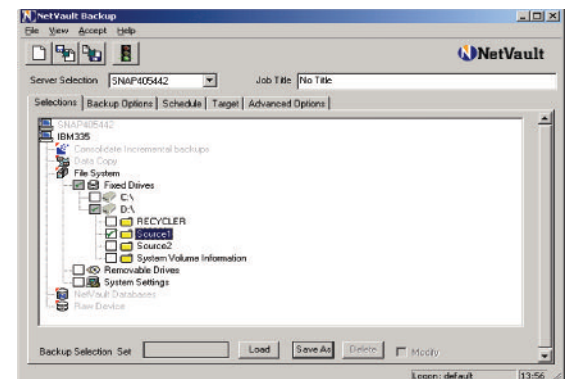 NetVault Backup
File View Accept Help
NetVault
Server Selection SNAP405442 Job Title No Title
Selections Backup Options Schedule Target Advanced Options
SNAP405442
IBM335
Consolidate Incremental backups
Data Copy
File System
Fixed Drives
C:\
D:\
RECYCLER
Source1
Source2
System Volume Information
Removable Drives
System Settings
NetVault Databases
Raw Device
Backup Selection Set Load Save As Delete Modify
Logon: default 13:56